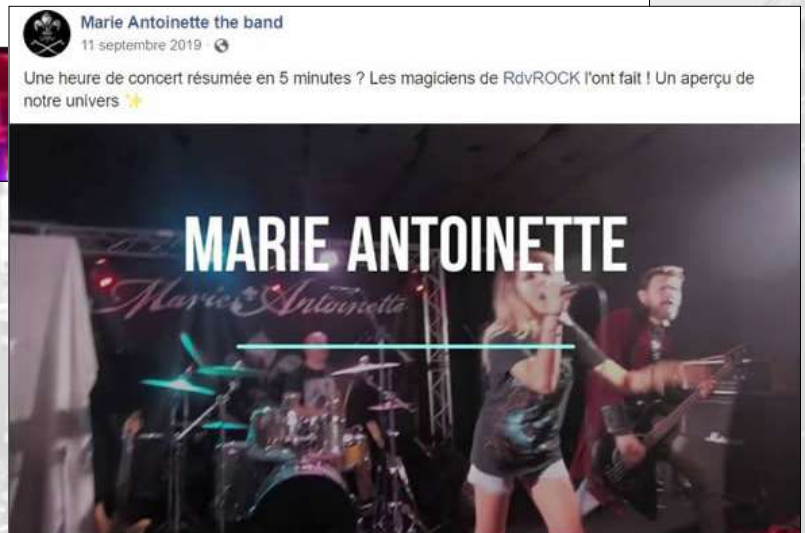 Marie Antoinette the band
11 septembre 2019
Une heure de concert résumée en 5 minutes ? Les magiciens de RdvROCK l'ont fait ! Un aperçu de
notre univers ✨
MARIE ANTOINETTE
Marie Antoinette